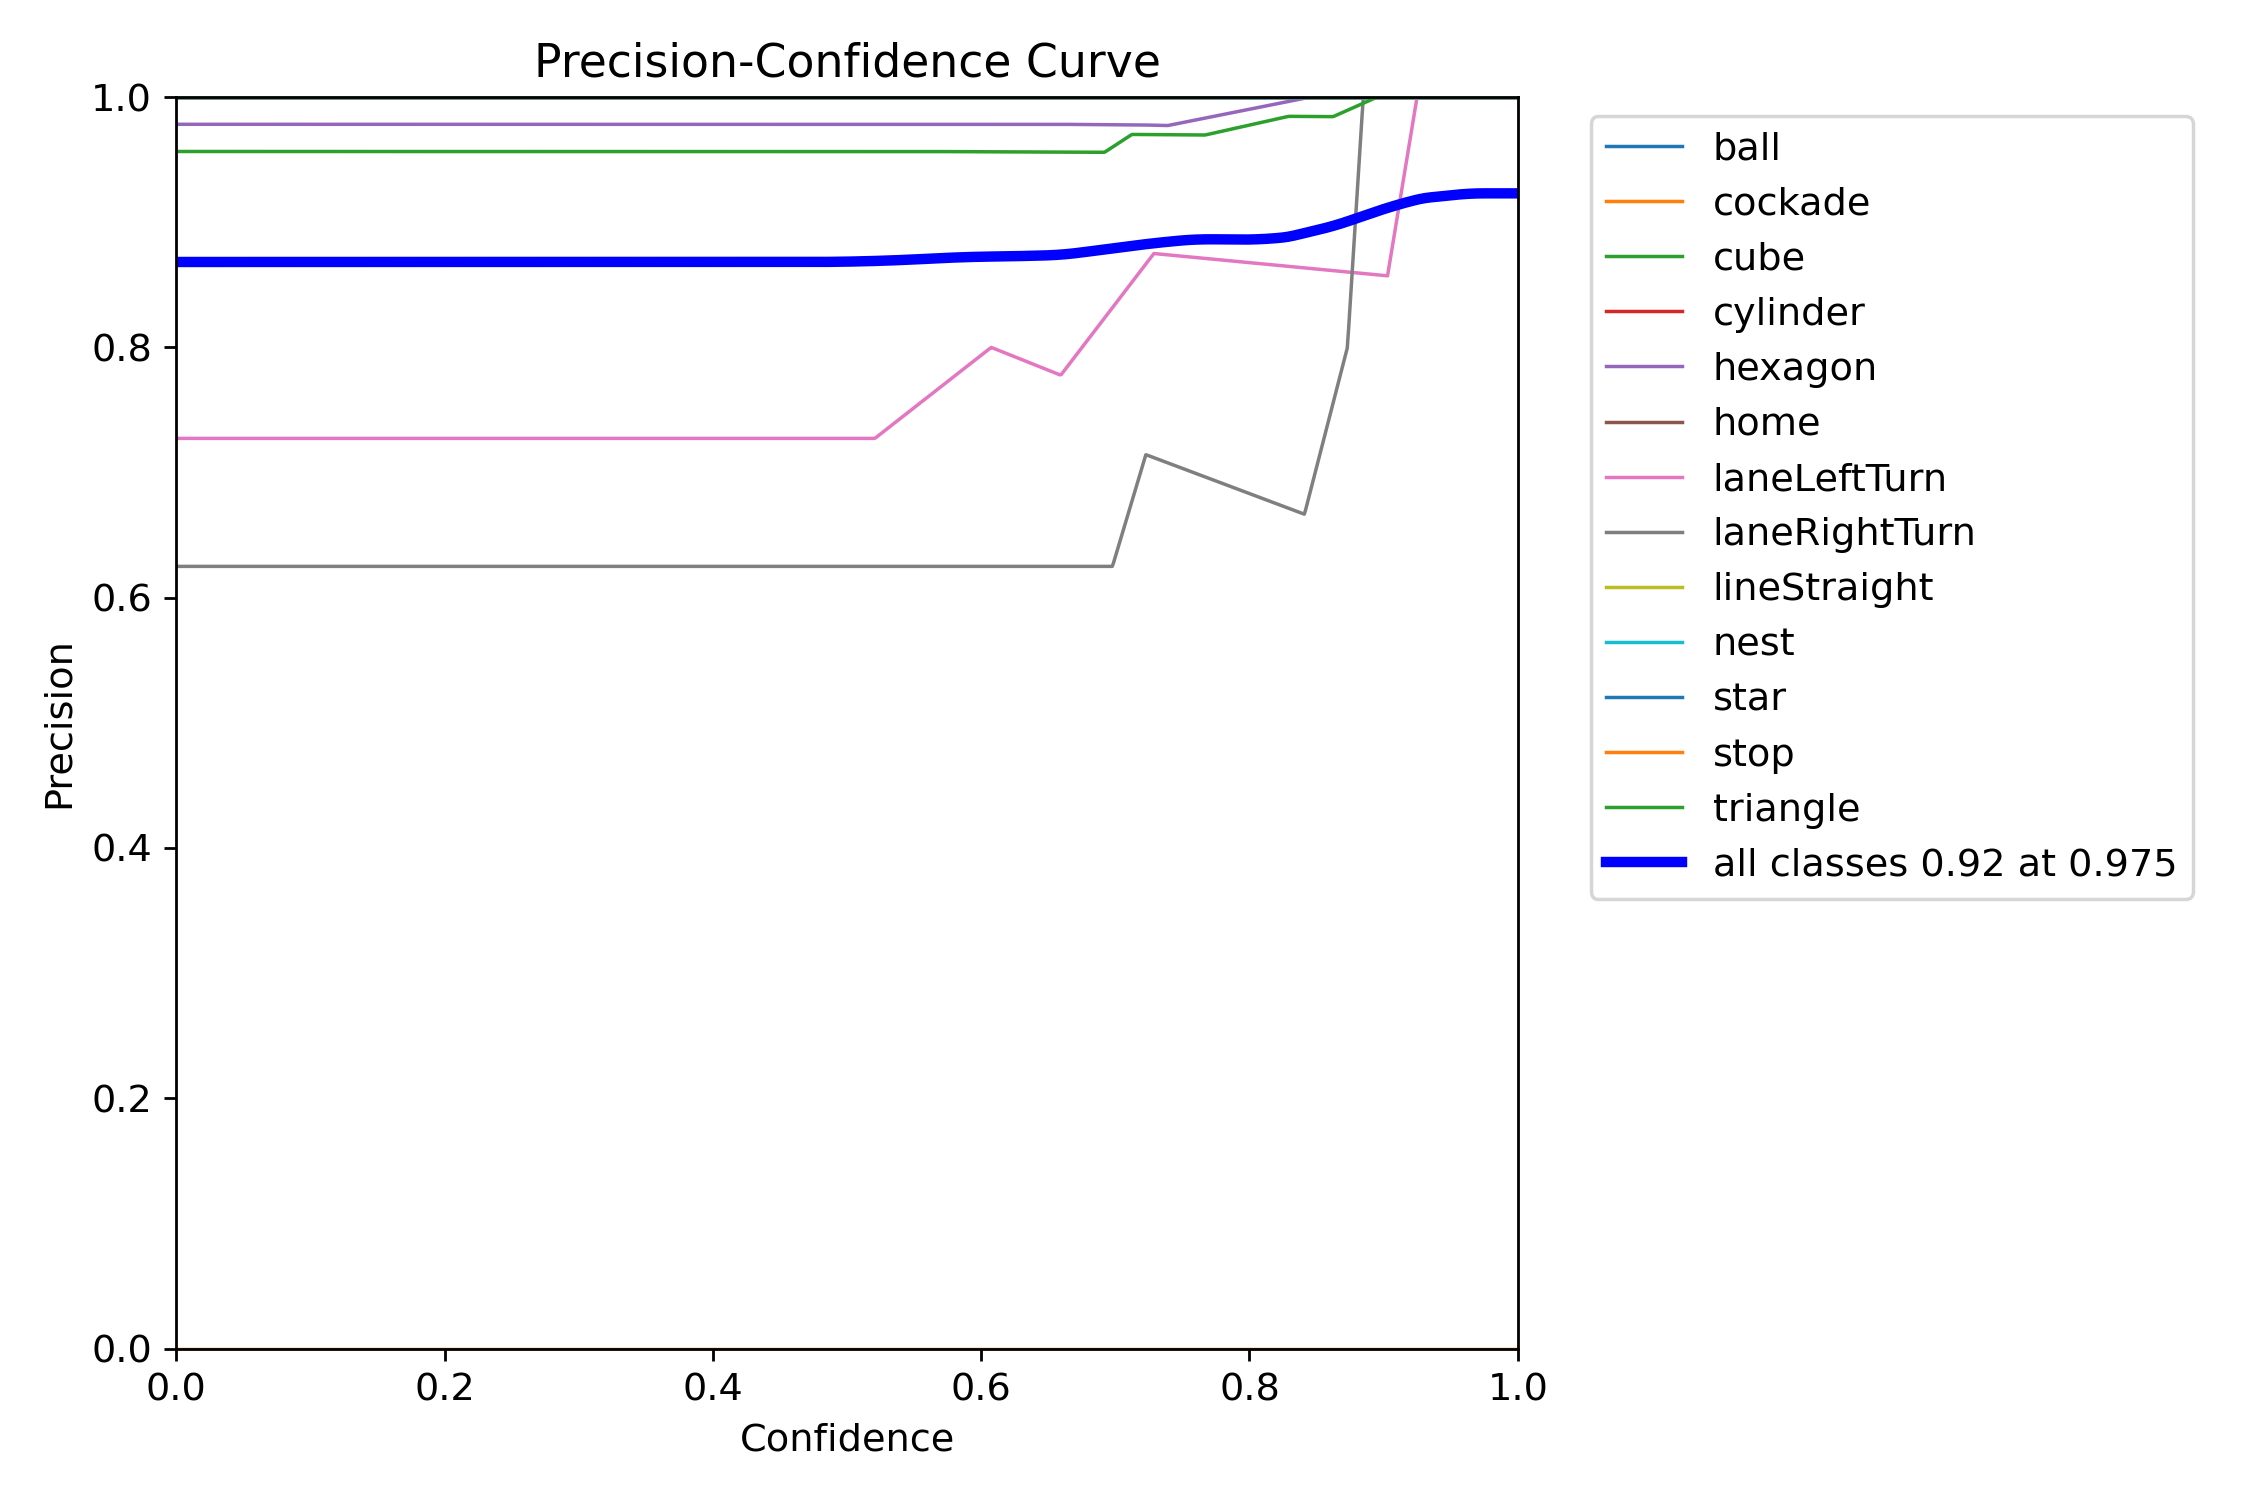 Precision-Confidence Curve
1.0
0.8
0.6
0.4
0.2
0.0
Precision
0.0 0.2 0.4 0.6 0.8 1.0
Confidence
ball
cockade
cube
cylinder
hexagon
home
laneLeftTurn
laneRightTurn
lineStraight
nest
star
stop
triangle
all classes 0.92 at 0.975